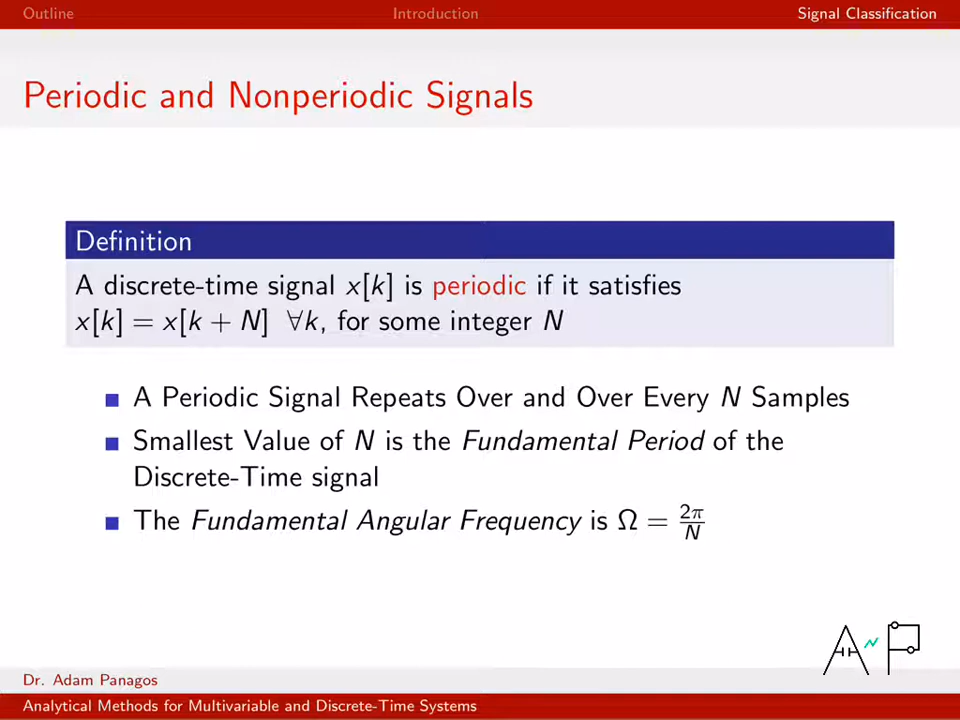 Outline Introduction Signal Classification
Periodic and Nonperiodic Signals
Definition
A discrete-time signal x[k] is periodic if it satisfies
x[k] = x[k + N] ∀k, for some integer N
A Periodic Signal Repeats Over and Over Every N Samples
Smallest Value of N is the Fundamental Period of the
Discrete-Time signal
The Fundamental Angular Frequency is Ω = 2π/N
AP
Dr. Adam Panagos
Analytical Methods for Multivariable and Discrete-Time Systems